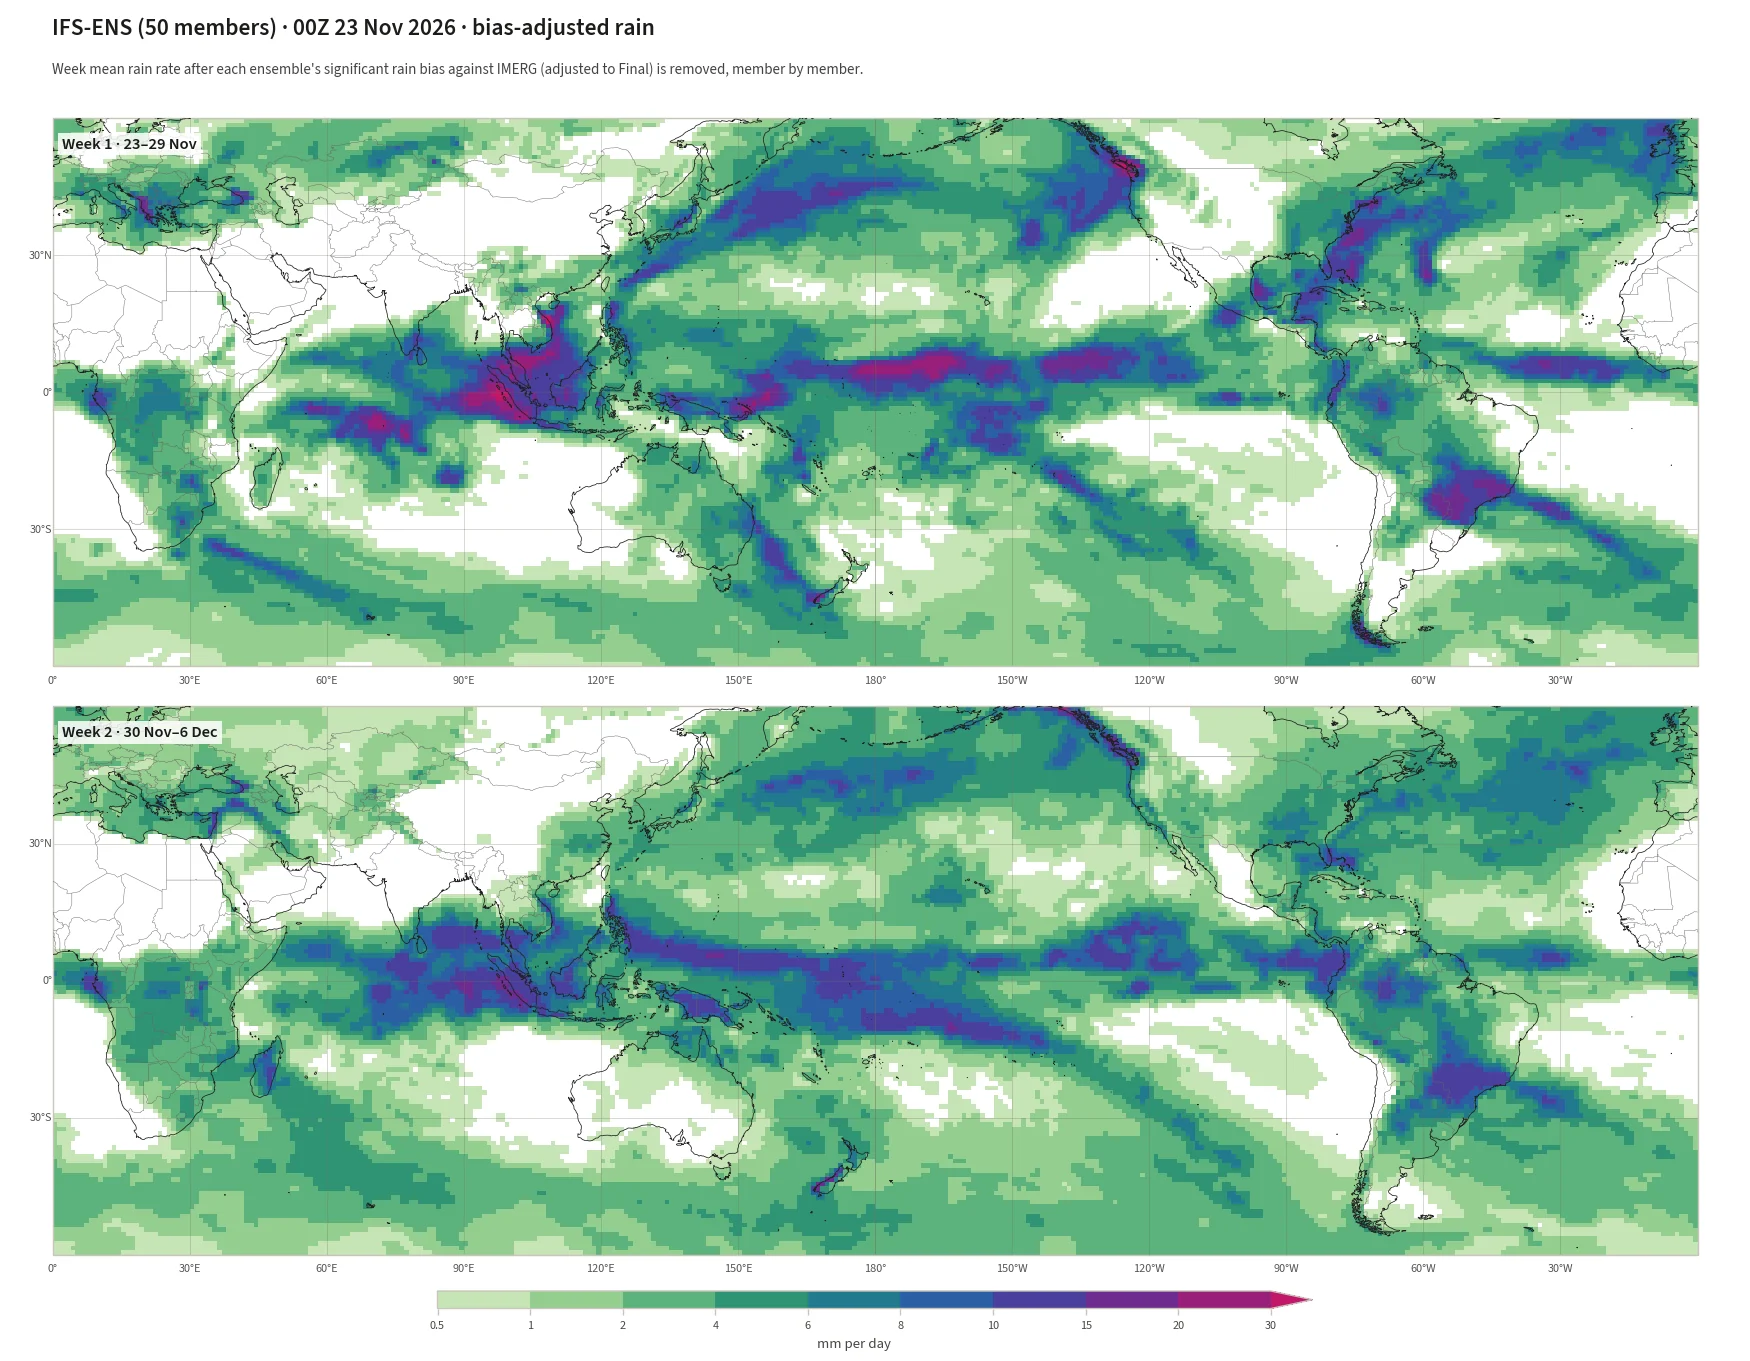 IFS-ENS (50 members) · 00Z 23 Nov 2026 · bias-adjusted rain
Week mean rain rate after each ensemble's significant rain bias against IMERG (adjusted to Final) is removed, member by member.
Week 1 · 23–29 Nov
30°N
0°
30°S
0° 30°E 60°E 90°E 120°E 150°E 180° 150°W 120°W 90°W 60°W 30°W
Week 2 · 30 Nov–6 Dec
30°N
0°
30°S
0° 30°E 60°E 90°E 120°E 150°E 180° 150°W 120°W 90°W 60°W 30°W
0.5 1 2 4 6 8 10 15 20 30
mm per day